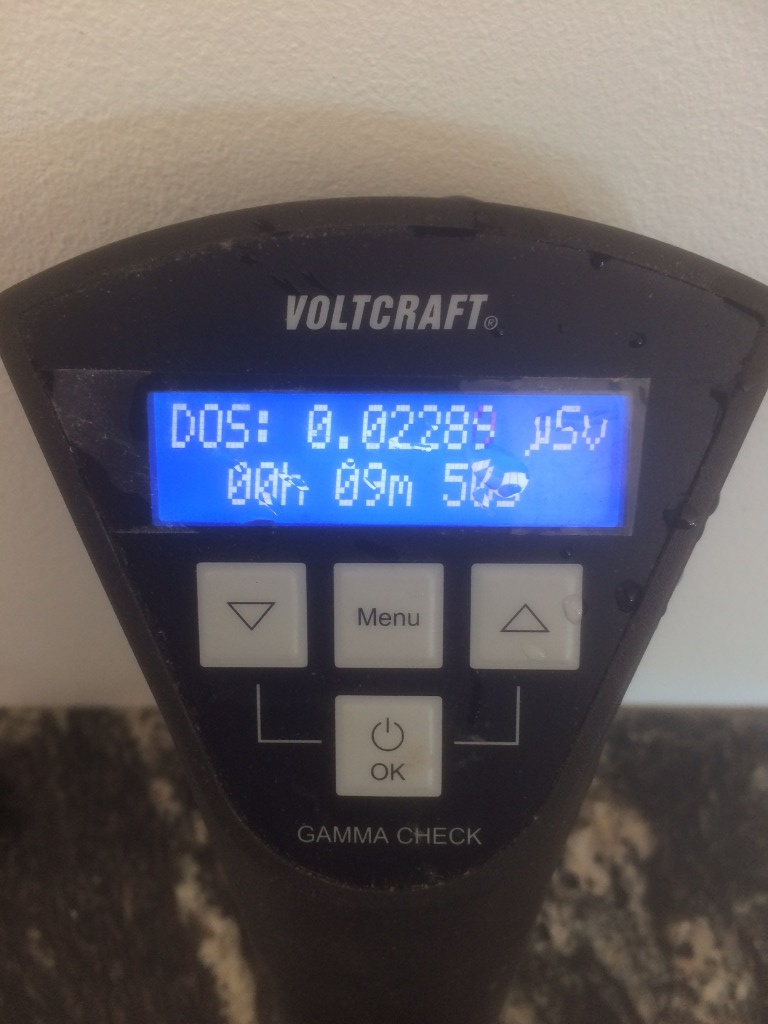 VOLTCRAFT®
DOS: 0.02289 µSv
00h 09m
Menu
OK
GAMMA CHECK